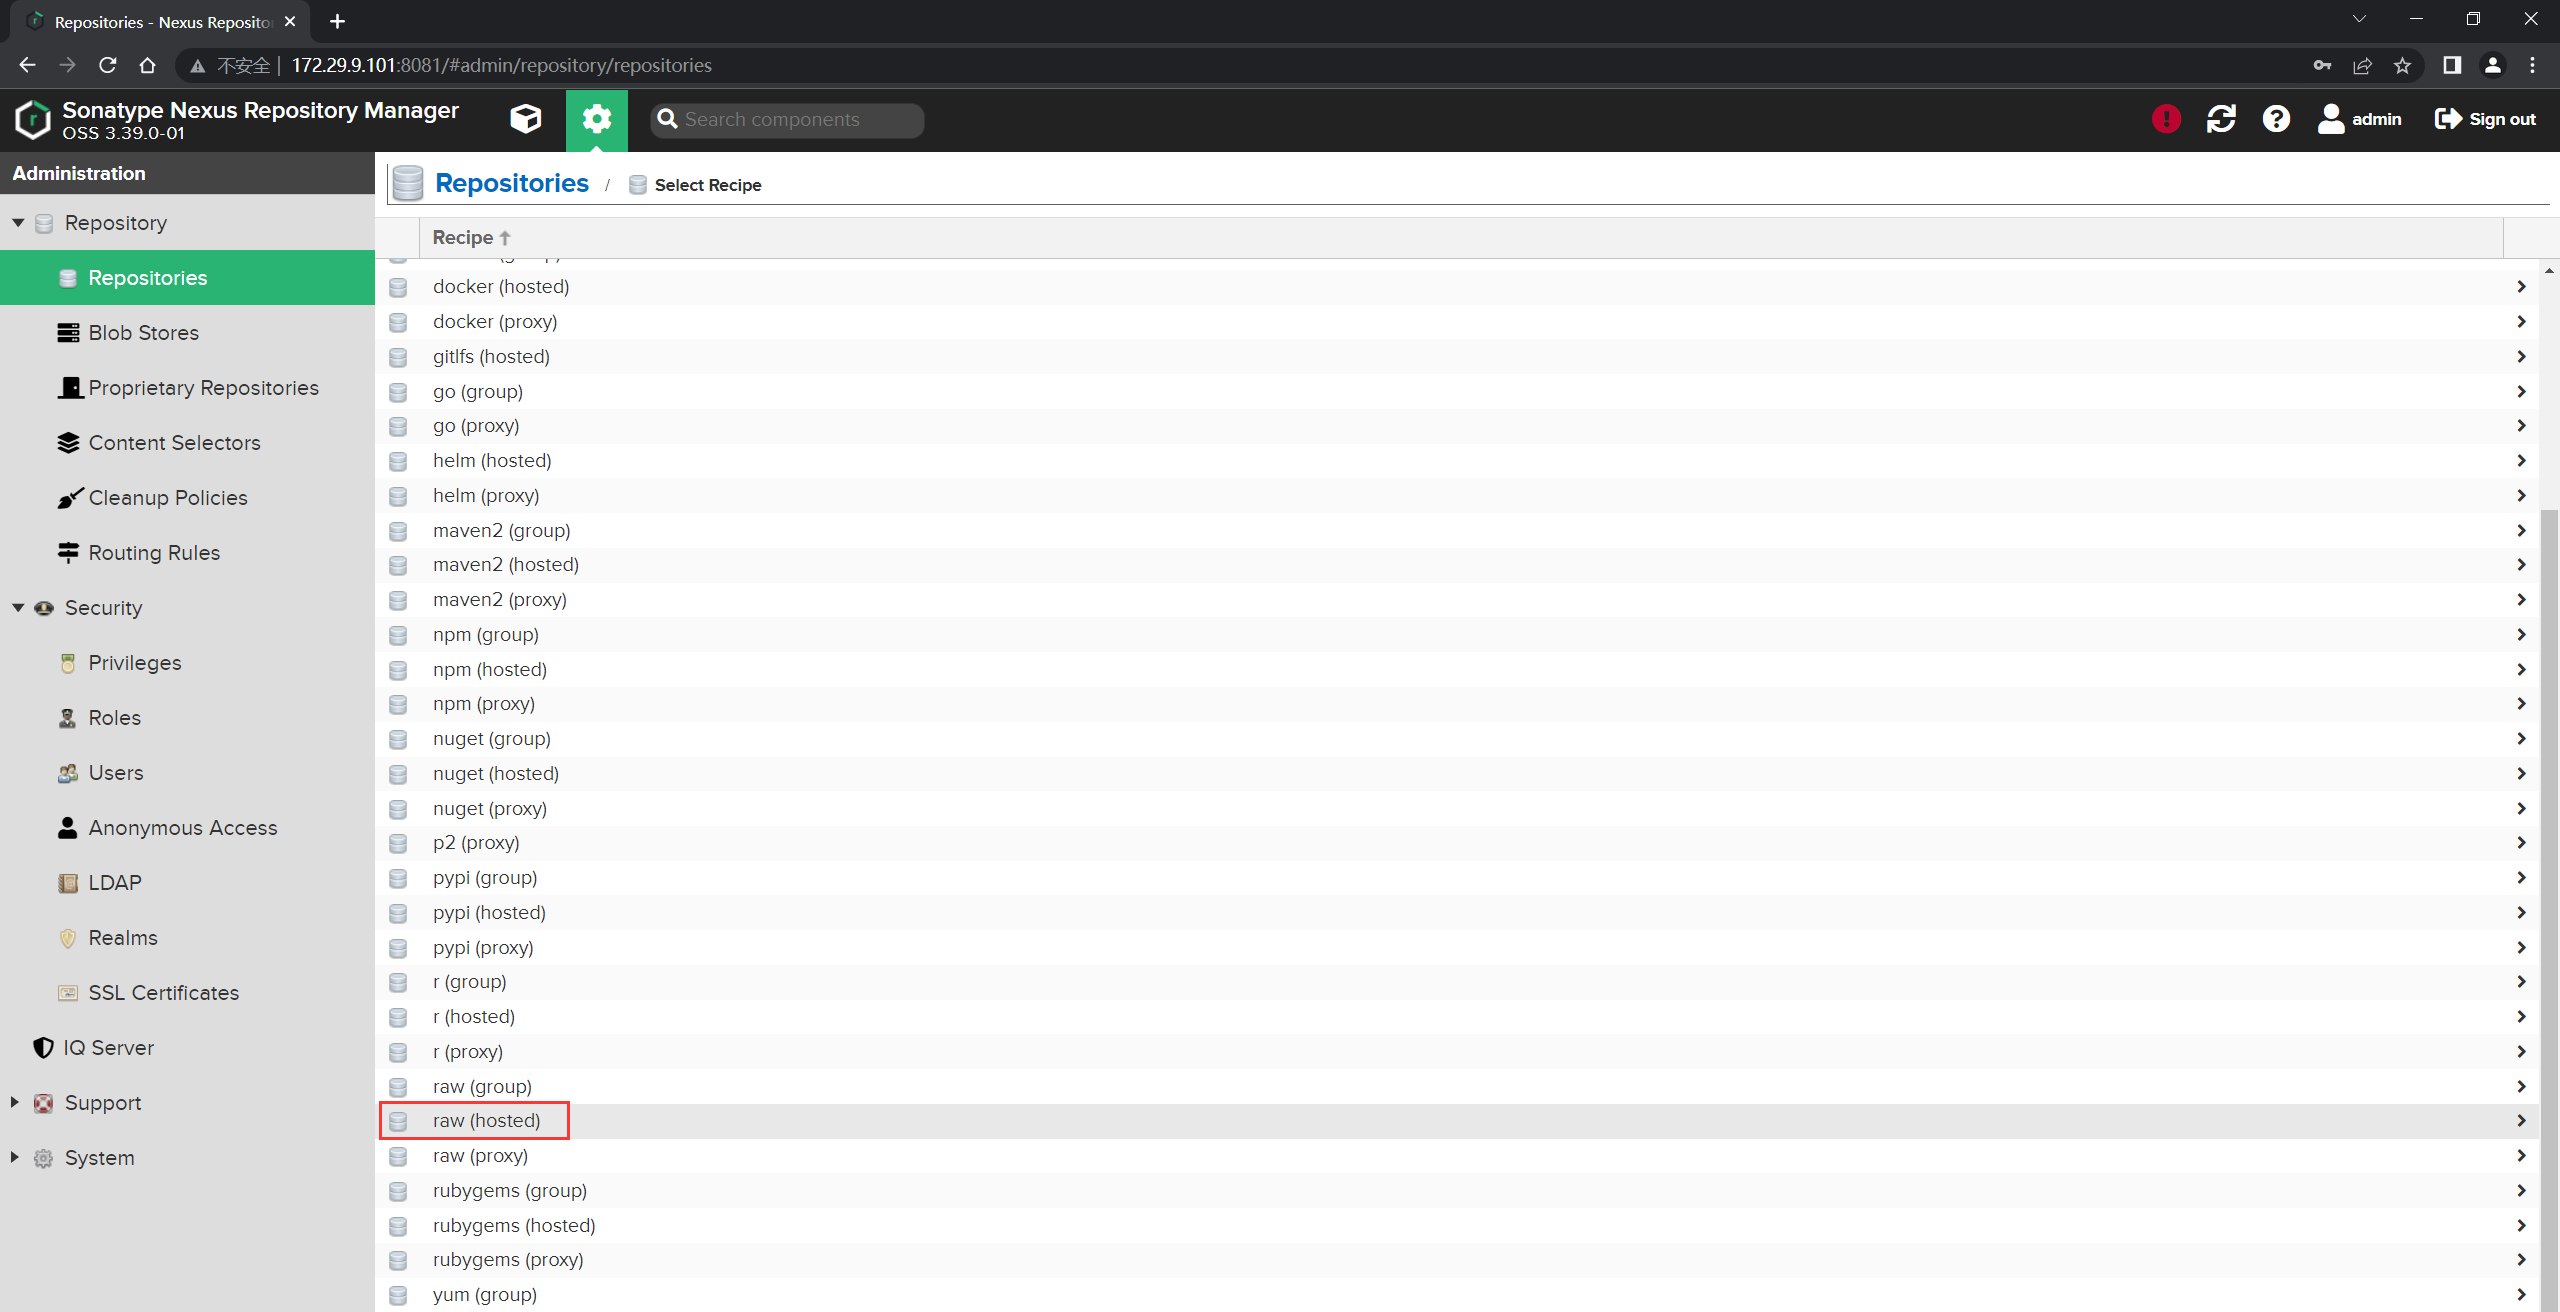 Repositories - Nexus Reposito
不安全 | 172.29.9.101:8081/#admin/repository/repositories
Sonatype Nexus Repository Manager
OSS 3.39.0-01
Search components
admin
Sign out
Administration
Repository
Repositories
Blob Stores
Proprietary Repositories
Content Selectors
Cleanup Policies
Routing Rules
Security
Privileges
Roles
Users
Anonymous Access
LDAP
Realms
SSL Certificates
IQ Server
Support
System
Repositories / Select Recipe
Recipe
docker (hosted)
docker (proxy)
gitlfs (hosted)
go (group)
go (proxy)
helm (hosted)
helm (proxy)
maven2 (group)
maven2 (hosted)
maven2 (proxy)
npm (group)
npm (hosted)
npm (proxy)
nuget (group)
nuget (hosted)
nuget (proxy)
p2 (proxy)
pypi (group)
pypi (hosted)
pypi (proxy)
r (group)
r (hosted)
r (proxy)
raw (group)
raw (hosted)
raw (proxy)
rubygems (group)
rubygems (hosted)
rubygems (proxy)
yum (group)